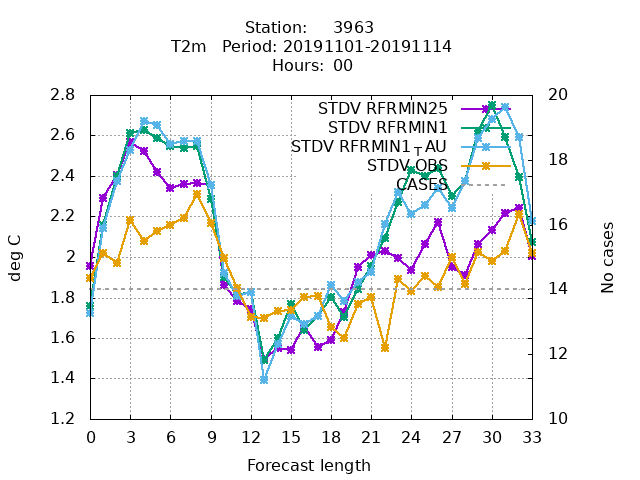 Station: 3963
T2m Period: 20191101-20191114
Hours: 00
STDV RFRMIN25
STDV RFRMIN1
STDV RFRMIN1_TAU
STDV OBS
CASES
deg C
No cases
2.8
2.6
2.4
2.2
2
1.8
1.6
1.4
1.2
20
18
16
14
12
10
0 3 6 9 12 15 18 21 24 27 30 33
Forecast length